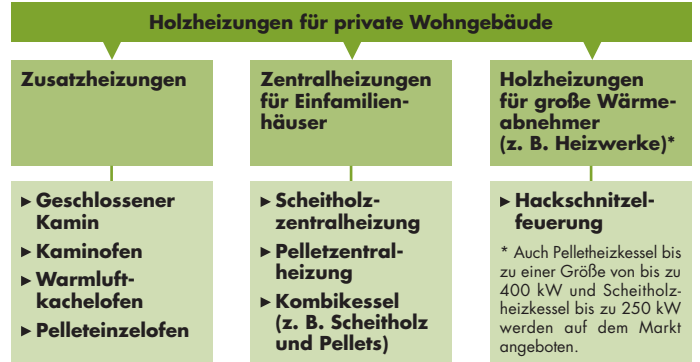 Holzheizungen für private Wohngebäude
Zusatzheizungen
Zentralheizungen
für Einfamilien-
häuser
Holzheizungen
für große Wärme-
abnehmer
(z. B. Heizwerke)*
▸ Geschlossener
Kamin
▸ Kaminofen
▸ Warmluft-
kachelofen
▸ Pelleteinzelofen
▸ Scheitholz-
zentralheizung
▸ Pelletzentral-
heizung
▸ Kombikessel
(z. B. Scheitholz
und Pellets)
▸ Hackschnitzel-
feuerung
* Auch Pelletheizkessel bis
zu einer Größe von bis zu
400 kW und Scheitholz-
heizkessel bis zu 250 kW
werden auf dem Markt
angeboten.